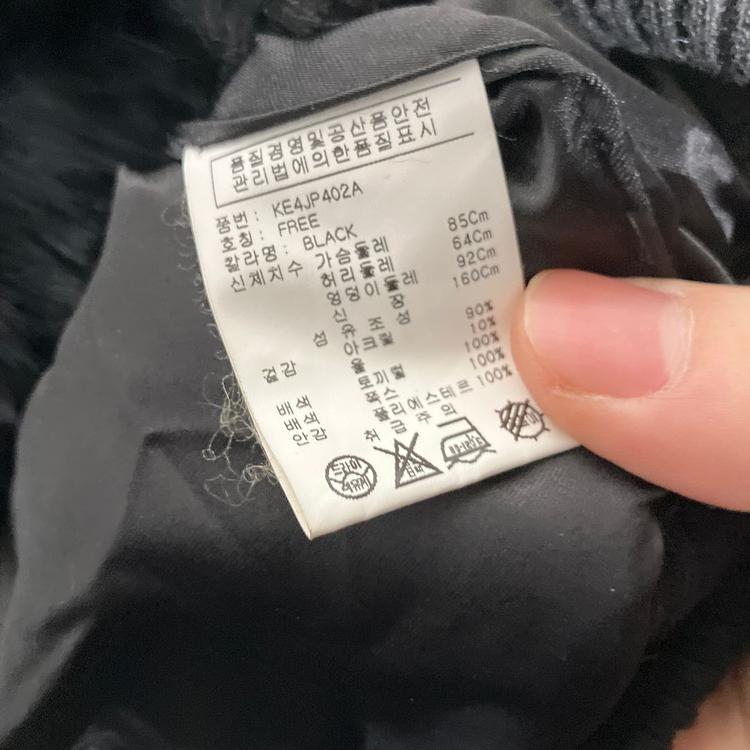 품질경영및공산품안전
관리법에의한품질표시
품번: KE4JP402A
호칭: FREE
칼라명: BLACK
신체치수 가슴둘레 85Cm
허리둘레 64Cm
엉덩이둘레 92Cm
신장 160Cm
섬유 조성
겉감 아크릴 90%
울 10%
배색 토끼털 100%
배색 폭스 100%
안감 폴리에스테르 100%
취급주의
드라이